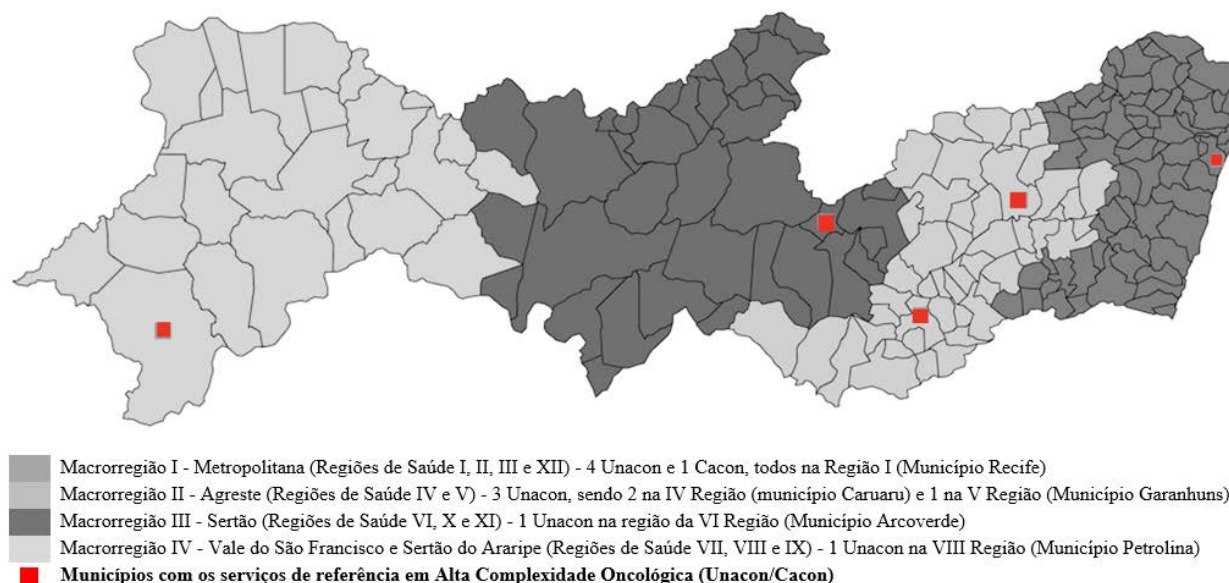 Macrorregião I - Metropolitana (Regiões de Saúde I, II, III e XII) - 4 Unacon e 1 Cacon, todos na Região I (Município Recife)
Macrorregião II - Agreste (Regiões de Saúde IV e V) - 3 Unacon, sendo 2 na IV Região (município Caruaru) e 1 na V Região (Município Garanhuns)
Macrorregião III - Sertão (Regiões de Saúde VI, X e XI) - 1 Unacon na região da VI Região (Município Arcoverde)
Macrorregião IV - Vale do São Francisco e Sertão do Araripe (Regiões de Saúde VII, VIII e IX) - 1 Unacon na VIII Região (Município Petrolina)
Municípios com os serviços de referência em Alta Complexidade Oncológica (Unacon/Cacon)